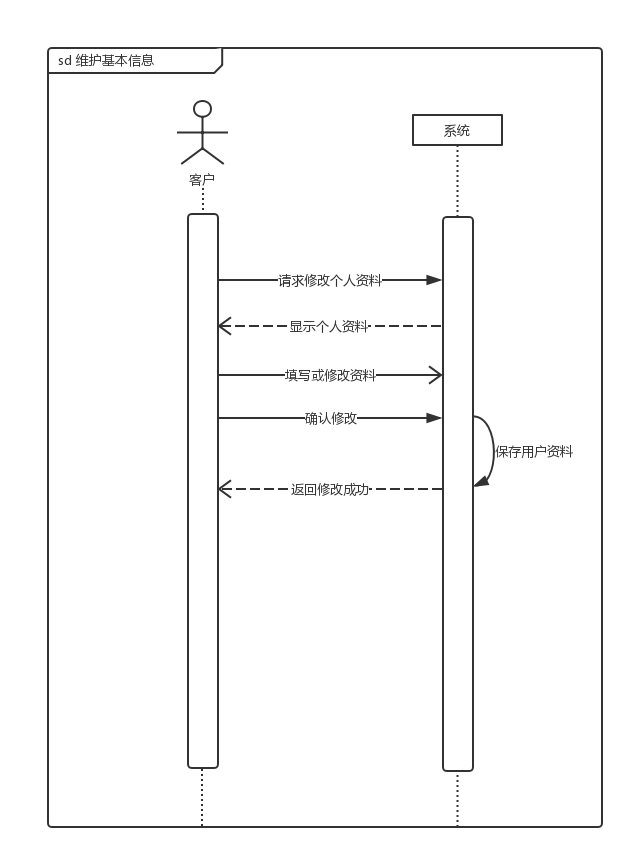 sd 维护基本信息
客户
系统
请求修改个人资料
显示个人资料
填写或修改资料
确认修改
保存用户资料
返回修改成功